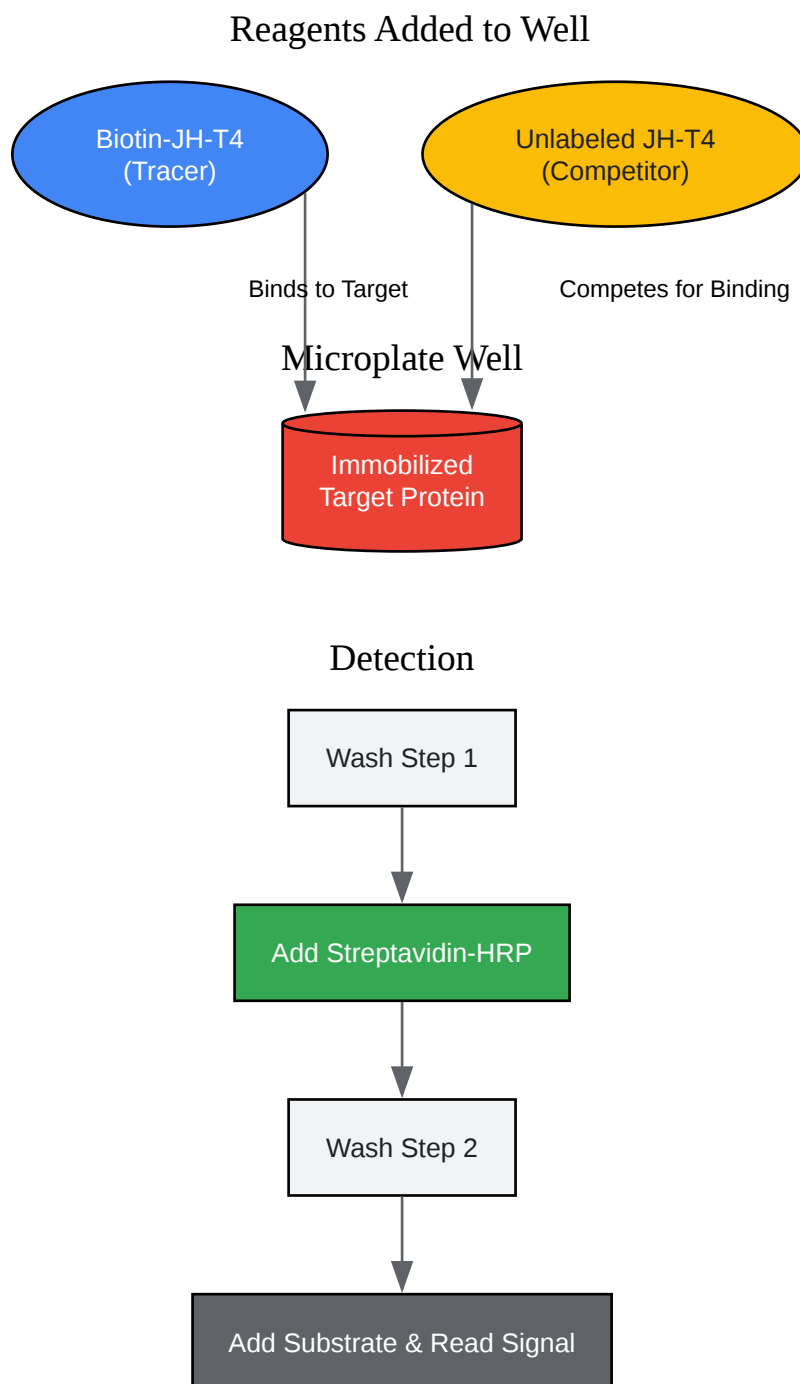 Reagents Added to Well
Biotin-JH-T4
(Tracer)
Unlabeled JH-T4
(Competitor)
Binds to Target
Competes for Binding
Microplate Well
Immobilized
Target Protein
Detection
Wash Step 1
Add Streptavidin-HRP
Wash Step 2
Add Substrate & Read Signal